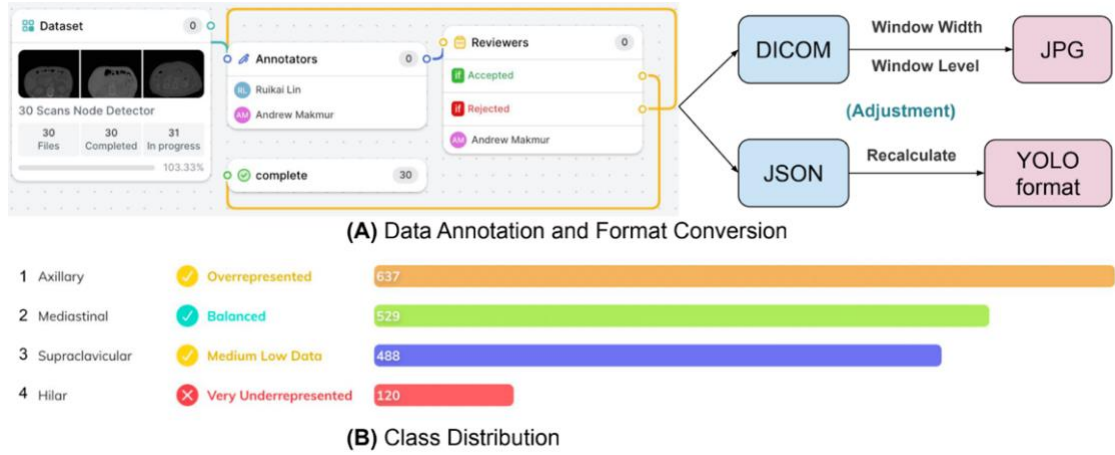 Dataset
0
30 Scans Node Detector
30
Files
30
Completed
31
In progress
103.33%
Annotators
0
RL Ruikai Lin
AM Andrew Makmur
complete
30
Reviewers
0
if Accepted
if Rejected
AM Andrew Makmur
DICOM
Window Width
Window Level
JPG
(Adjustment)
JSON
Recalculate
YOLO
format
(A) Data Annotation and Format Conversion
1 Axillary Overrepresented 637
2 Mediastinal Balanced 529
3 Supraclavicular Medium Low Data 488
4 Hilar Very Underrepresented 120
(B) Class Distribution